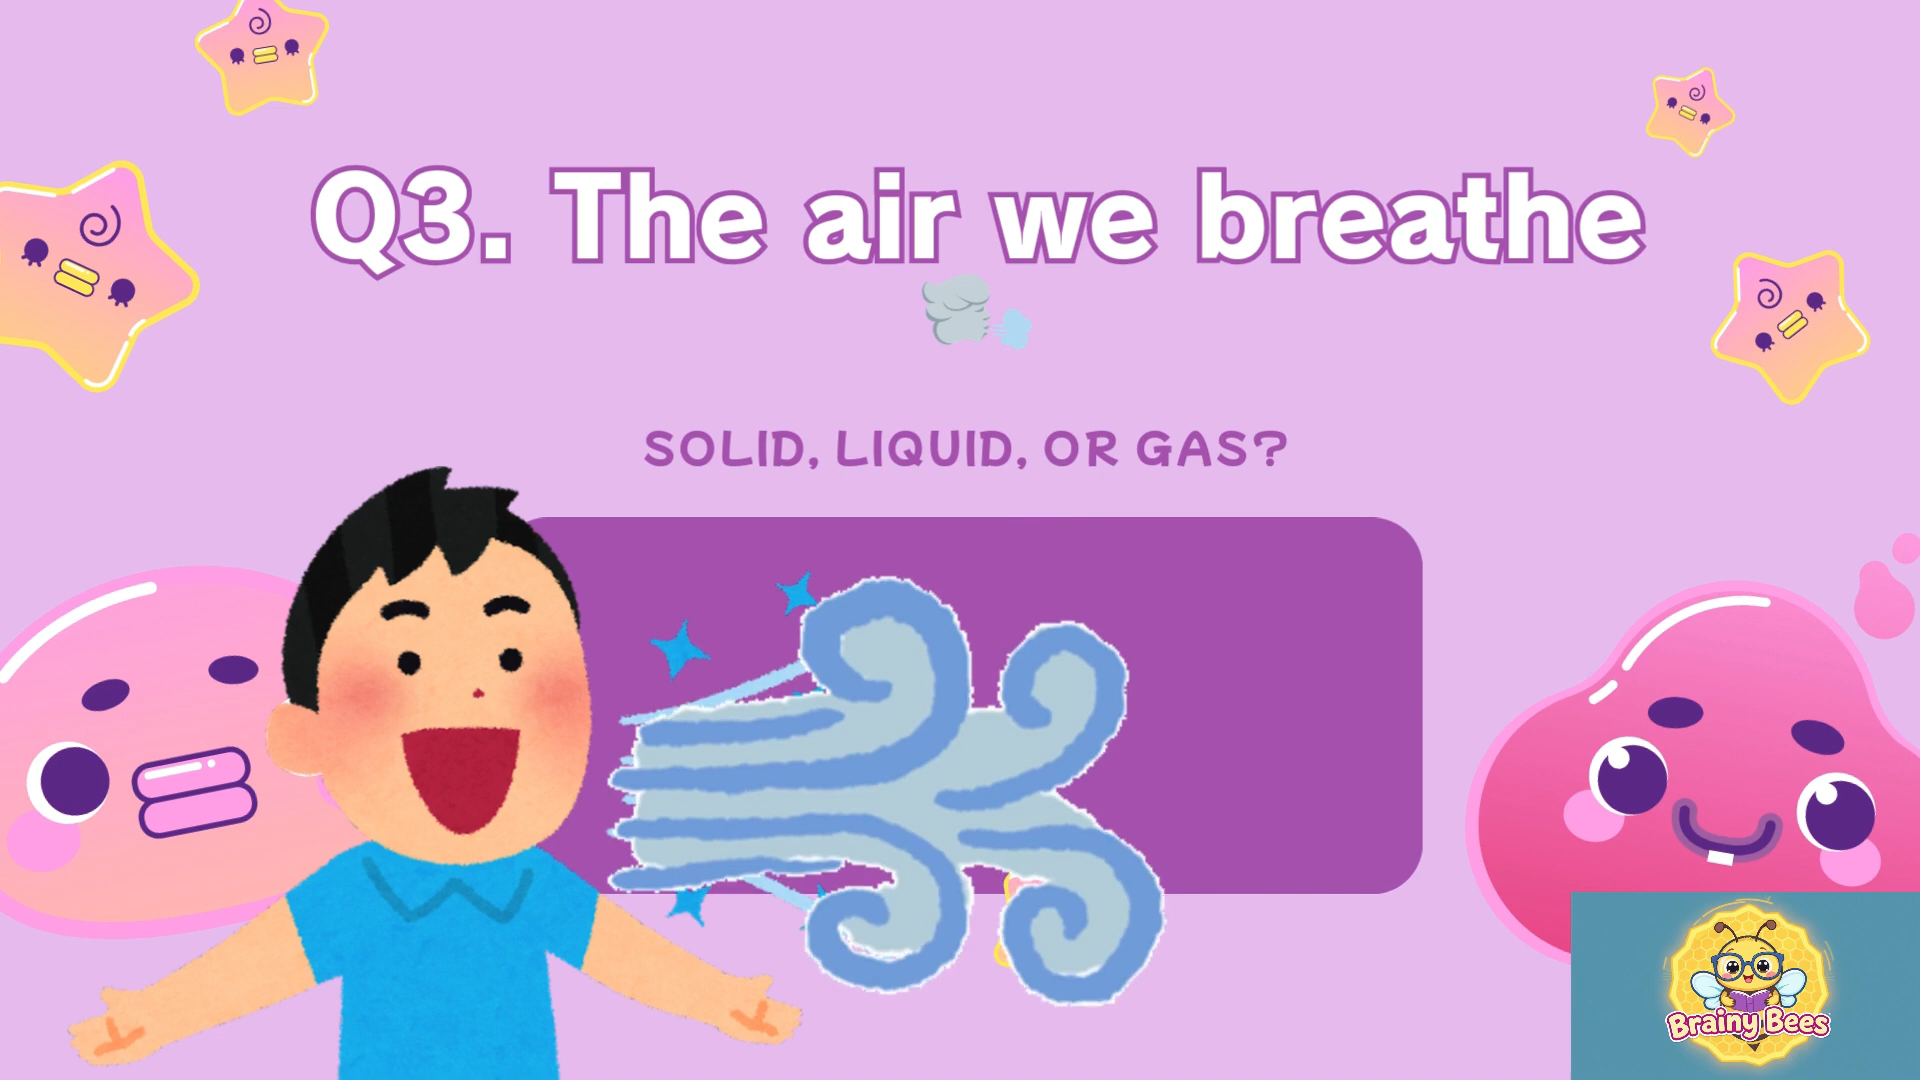 Q3. The air we breathe
SOLID, LIQUID, OR GAS?
Brainy Bees